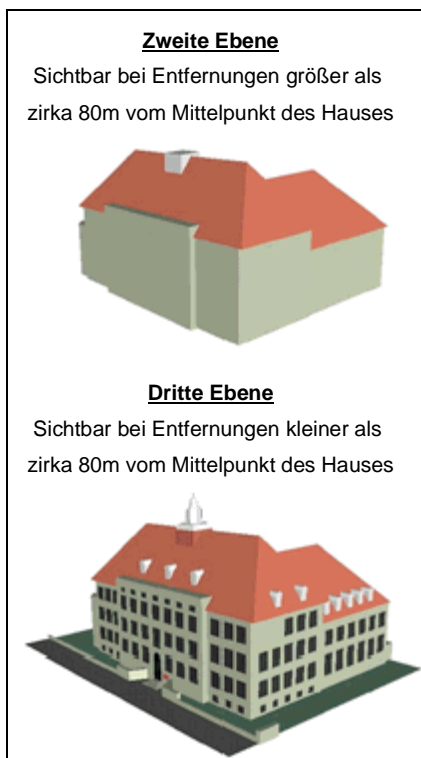 Zweite Ebene
Sichtbar bei Entfernungen größer als
zirka 80m vom Mittelpunkt des Hauses
Dritte Ebene
Sichtbar bei Entfernungen kleiner als
zirka 80m vom Mittelpunkt des Hauses